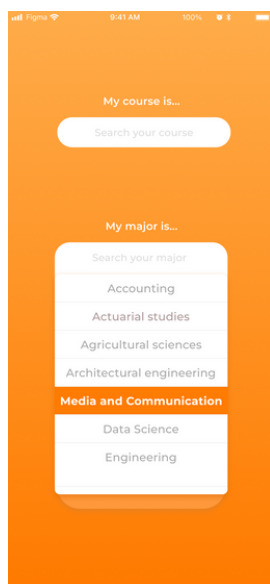 Figma 9:41 AM 100%
My course is...
Search your course
My major is...
Search your major
Accounting
Actuarial studies
Agricultural sciences
Architectural engineering
Media and Communication
Data Science
Engineering